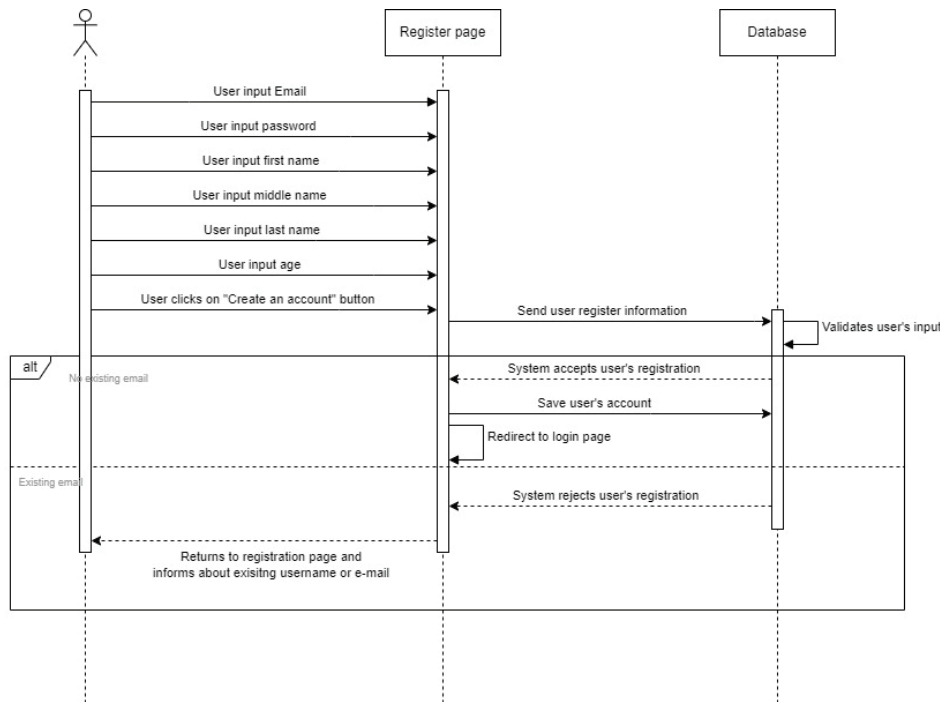 Register page
Database
User input Email
User input password
User input first name
User input middle name
User input last name
User input age
User clicks on "Create an account" button
Send user register information
Validates user's input
alt
No existing email
System accepts user's registration
Save user's account
Redirect to login page
Existing email
System rejects user's registration
Returns to registration page and
informs about exisitng username or e-mail